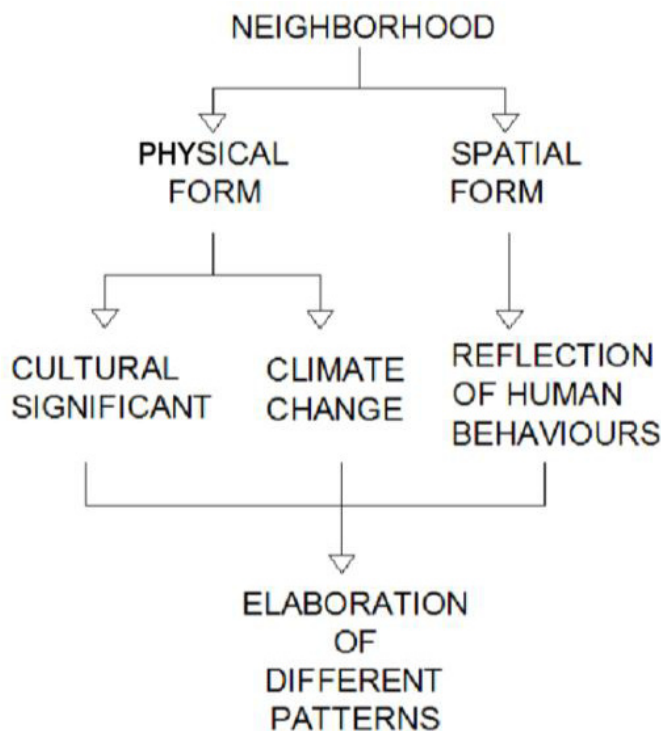 NEIGHBORHOOD
PHYSICAL
FORM
SPATIAL
FORM
CULTURAL
SIGNIFICANT
CLIMATE
CHANGE
REFLECTION
OF HUMAN
BEHAVIOURS
ELABORATION
OF
DIFFERENT
PATTERNS